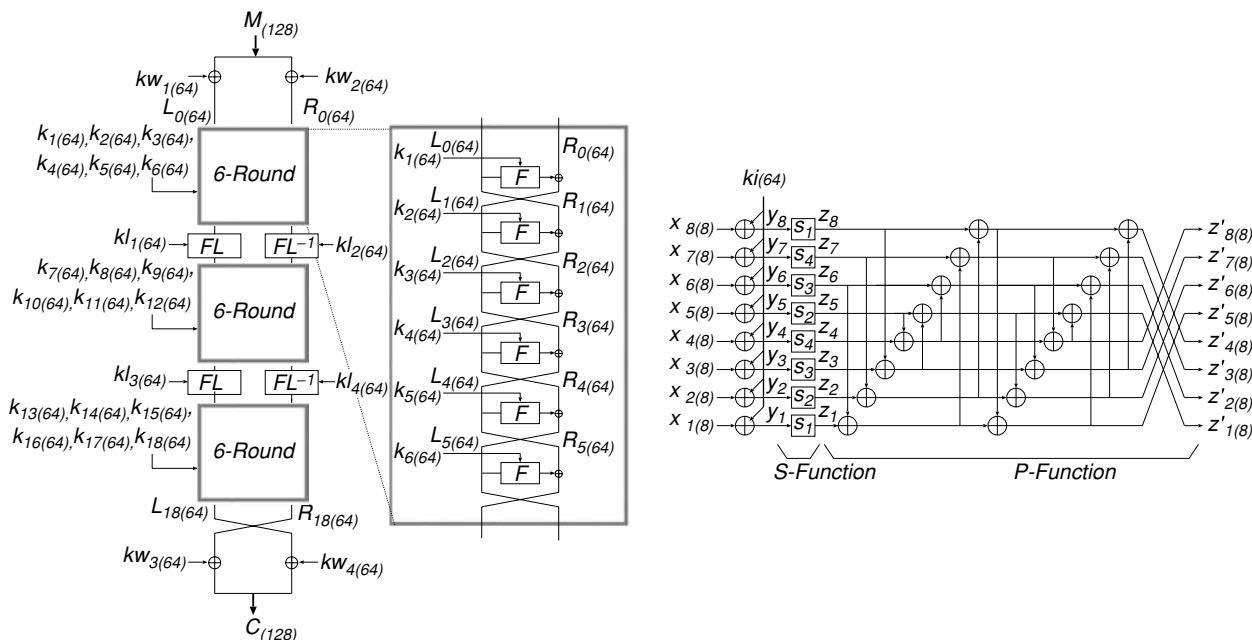 M(128)
kw1(64)
kw2(64)
L0(64)
R0(64)
k1(64),k2(64),k3(64),
k4(64),k5(64),k6(64)
6-Round
kl1(64)
FL
FL–1
kl2(64)
k7(64),k8(64),k9(64),
k10(64),k11(64),k12(64)
6-Round
kl3(64)
FL
FL–1
kl4(64)
k13(64),k14(64),k15(64),
k16(64),k17(64),k18(64)
6-Round
L18(64)
R18(64)
kw3(64)
kw4(64)
C(128)
L0(64)
R0(64)
k1(64)
F
L1(64)
R1(64)
k2(64)
F
L2(64)
R2(64)
k3(64)
F
L3(64)
R3(64)
k4(64)
F
L4(64)
R4(64)
k5(64)
F
L5(64)
R5(64)
k6(64)
F
ki(64)
x 8(8) y8 S1 z8 z'8(8)
x 7(8) y7 S4 z7 z'7(8)
x 6(8) y6 S3 z6 z'6(8)
x 5(8) y5 S2 z5 z'5(8)
x 4(8) y4 S4 z4 z'4(8)
x 3(8) y3 S3 z3 z'3(8)
x 2(8) y2 S2 z2 z'2(8)
x 1(8) y1 S1 z1 z'1(8)
S-Function
P-Function